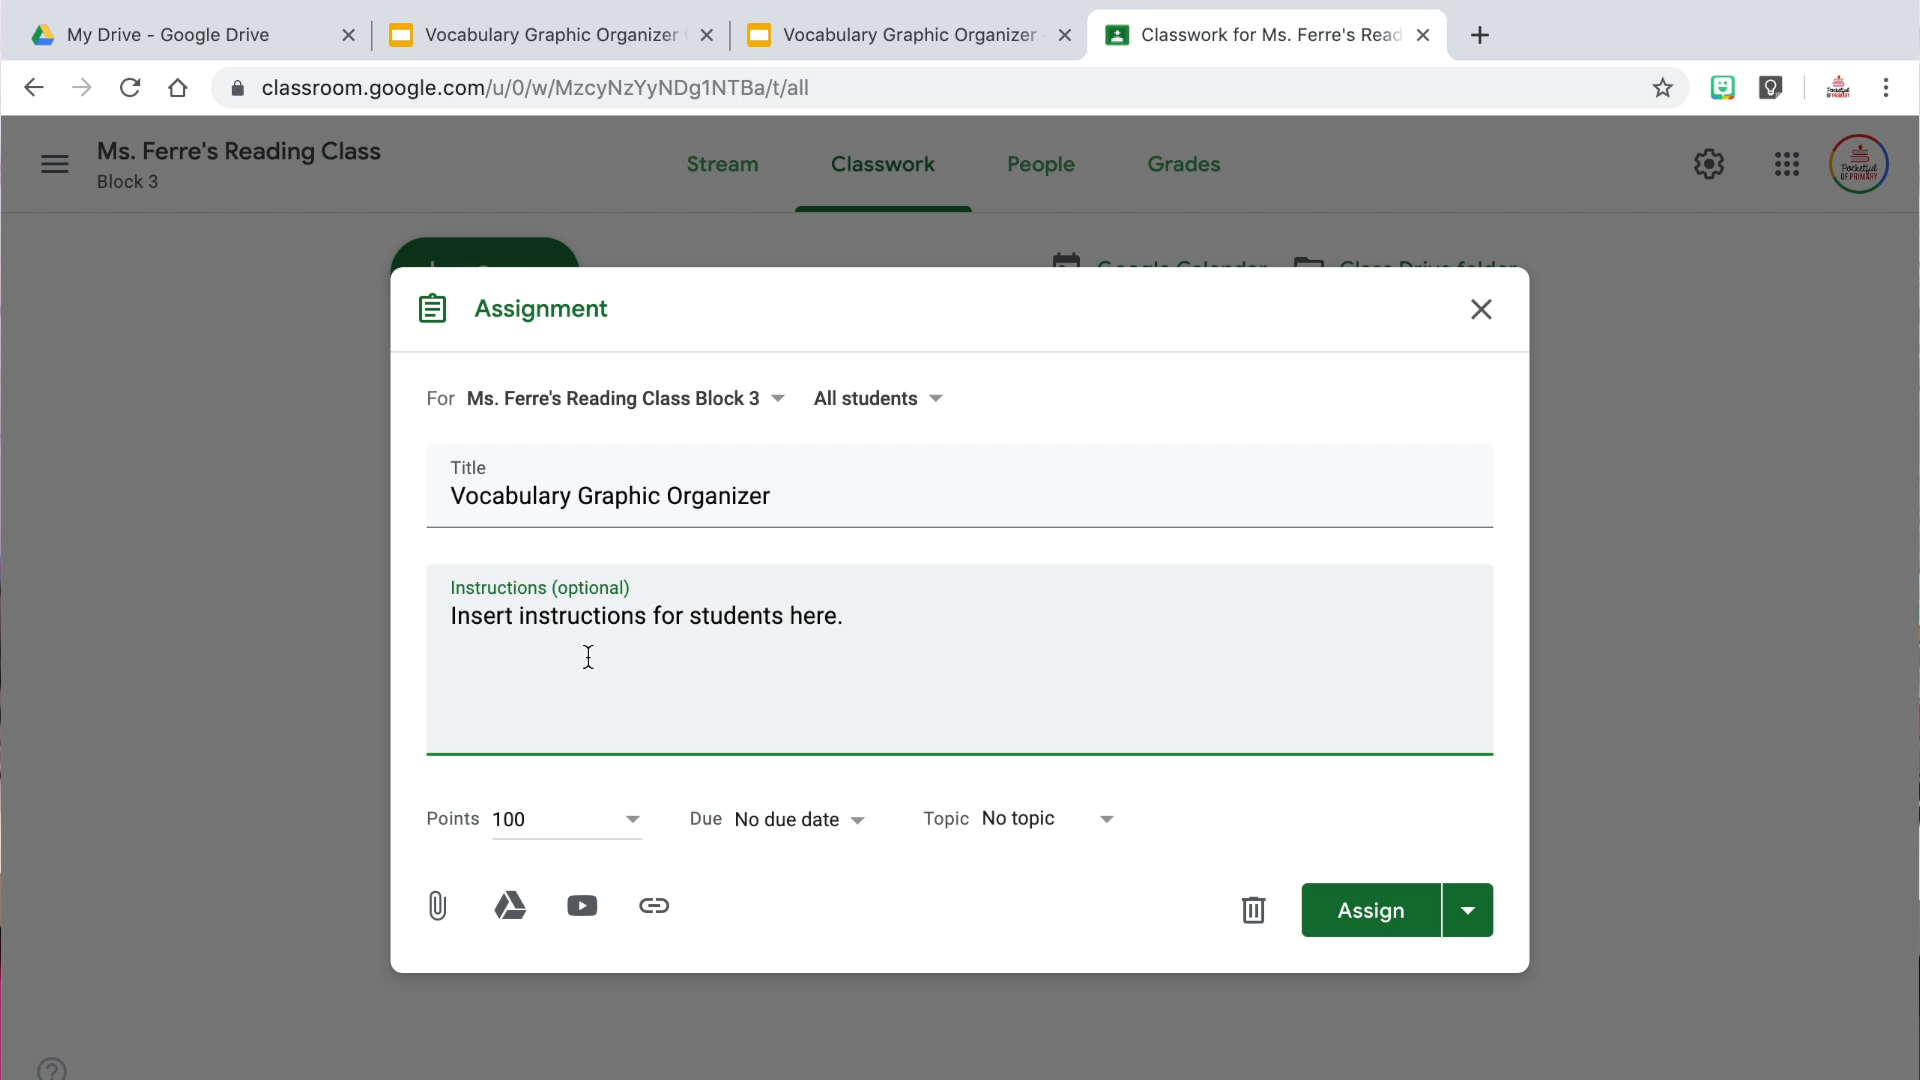 My Drive - Google Drive
Vocabulary Graphic Organizer
Vocabulary Graphic Organizer
Classwork for Ms. Ferre's Read
classroom.google.com/u/0/w/MzcyNzYyNDg1NTBa/t/all
Ms. Ferre's Reading Class
Block 3
Stream
Classwork
People
Grades
Pocketful
OF PRIMARY
Google Calendar
Class Drive folder
Assignment
For Ms. Ferre's Reading Class Block 3
All students
Title
Vocabulary Graphic Organizer
Instructions (optional)
Insert instructions for students here.
Points 100
Due No due date
Topic No topic
Assign